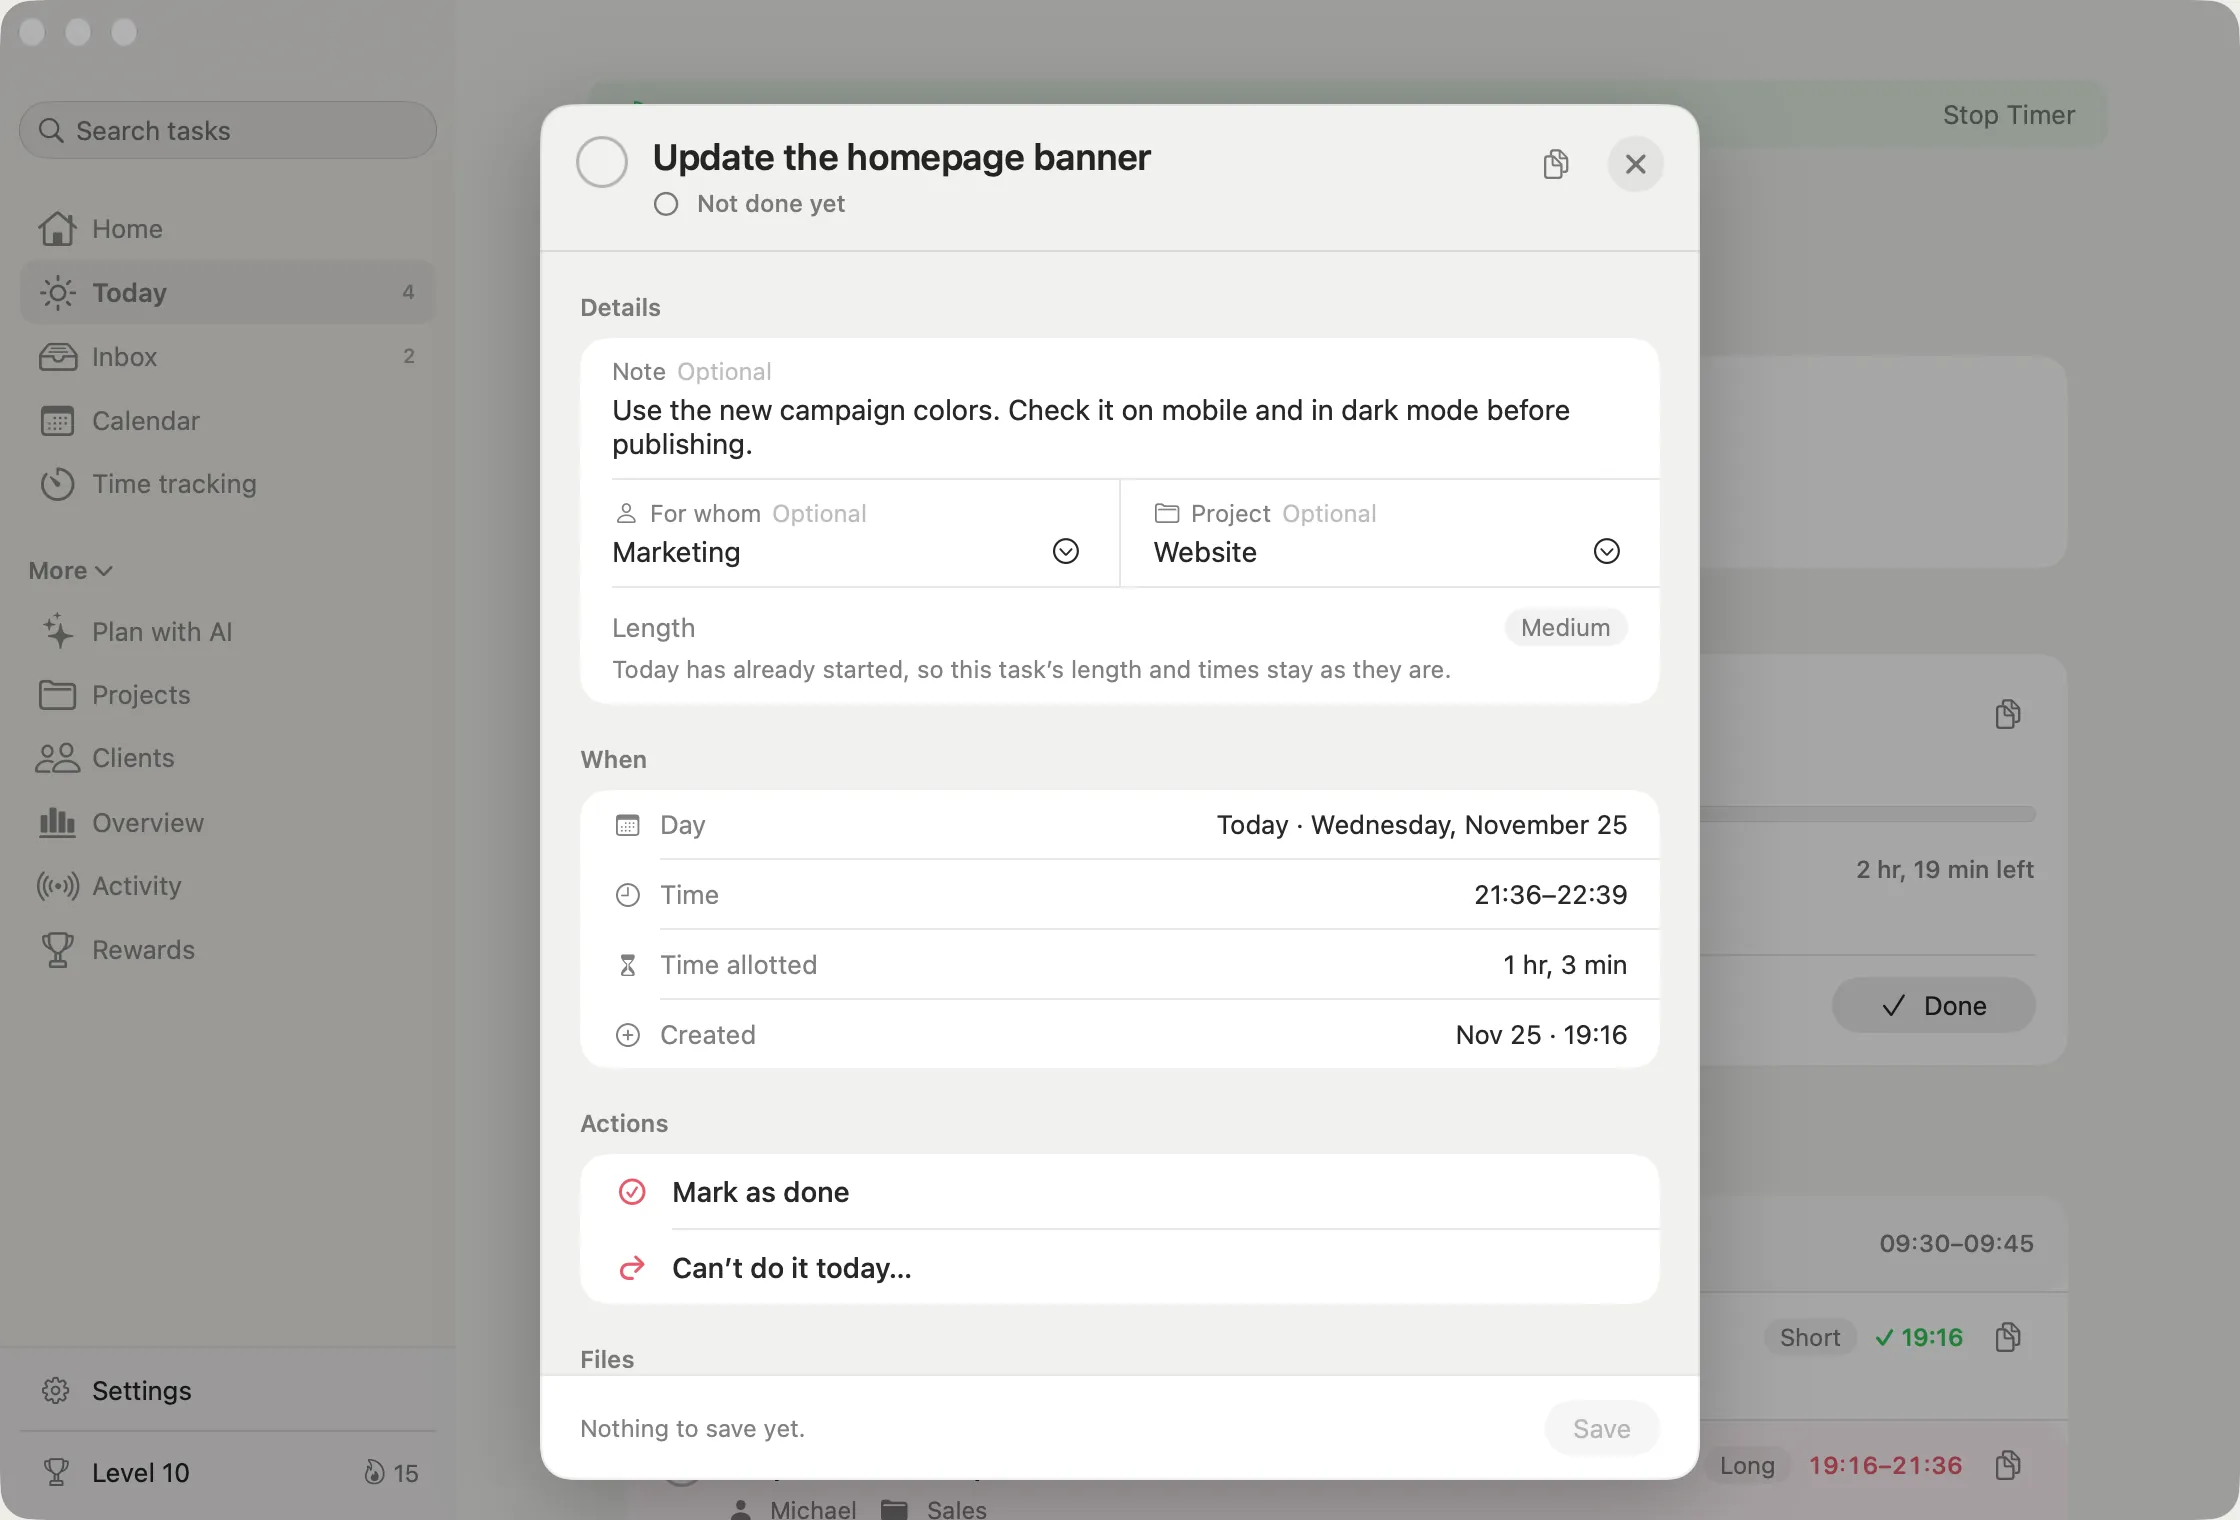 Search tasks
Home
Today 4
Inbox 2
Calendar
Time tracking
More
Plan with AI
Projects
Clients
Overview
Activity
Rewards
Settings
Level 10 15
Stop Timer
Update the homepage banner
Not done yet
Details
Note Optional
Use the new campaign colors. Check it on mobile and in dark mode before
publishing.
For whom Optional
Marketing
Project Optional
Website
Length Medium
Today has already started, so this task’s length and times stay as they are.
When
Day Today · Wednesday, November 25
Time 21:36–22:39
Time allotted 1 hr, 3 min
Created Nov 25 · 19:16
Actions
Mark as done
Can’t do it today...
Files
Nothing to save yet. Save
2 hr, 19 min left
Done
09:30–09:45
Short 19:16
Long 19:16–21:36
Michael Sales